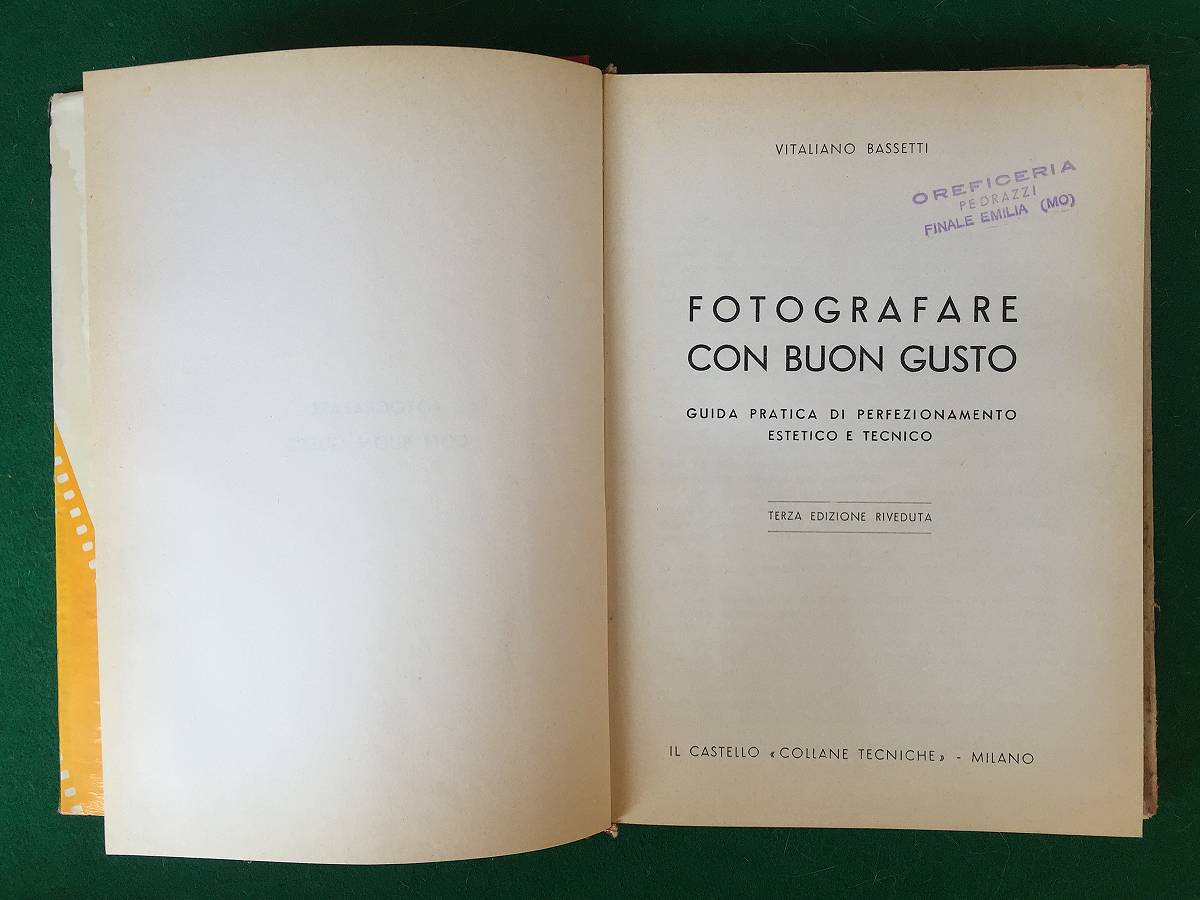 VITALIANO BASSETTI
OREFICERIA
PEDRAZZI
FINALE EMILIA (MO)
FOTOGRAFARE
CON BUON GUSTO
GUIDA PRATICA DI PERFEZIONAMENTO
ESTETICO E TECNICO
TERZA EDIZIONE RIVEDUTA
IL CASTELLO «COLLANE TECNICHE» - MILANO